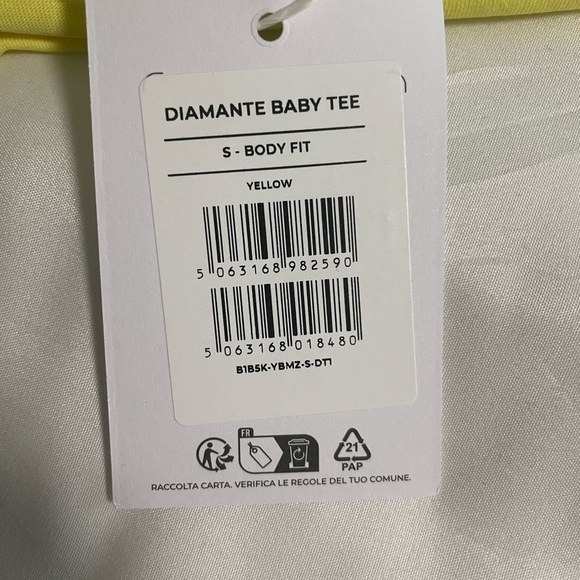 DIAMANTE BABY TEE
S - BODY FIT
YELLOW
5 063168 982590
5 063168 018480
B1B5K-YBMZ-S-DT1
FR
21
PAP
RACCOLTA CARTA. VERIFICA LE REGOLE DEL TUO COMUNE.